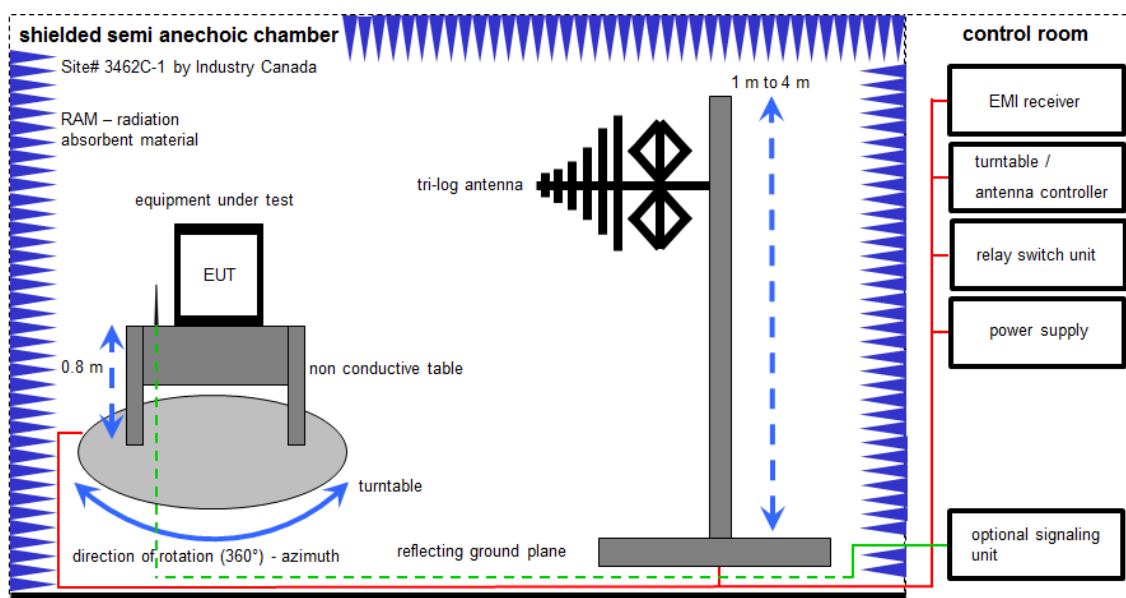 shielded semi anechoic chamber
Site# 3462C-1 by Industry Canada
RAM – radiation
absorbent material
equipment under test
EUT
0.8 m
non conductive table
turntable
direction of rotation (360°) - azimuth
1 m to 4 m
tri-log antenna
reflecting ground plane
control room
EMI receiver
turntable /
antenna controller
relay switch unit
power supply
optional signaling
unit